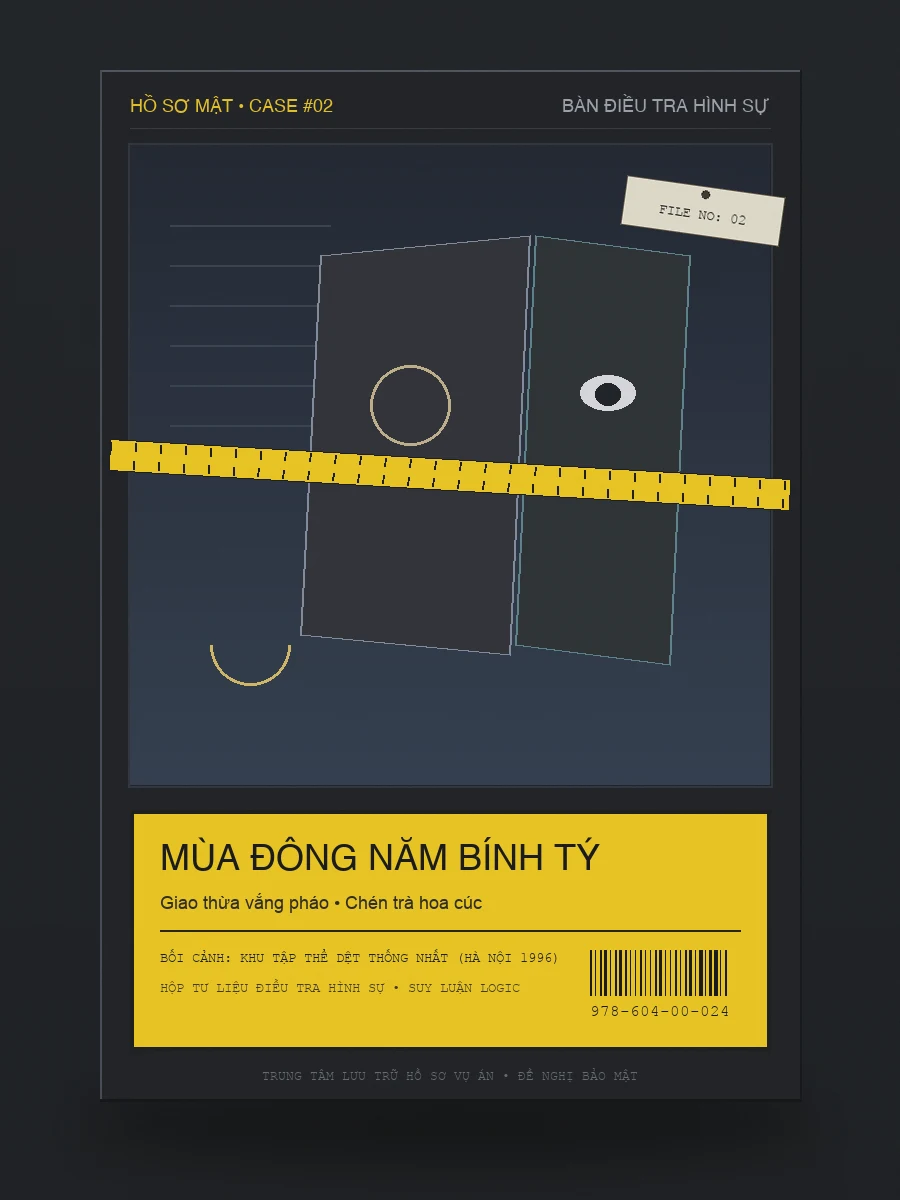 HỒ SƠ MẬT • CASE #02
BÀN ĐIỀU TRA HÌNH SỰ
FILE NO: 02
MÙA ĐÔNG NĂM BÍNH TÝ
Giao thừa vắng pháo • Chén trà hoa cúc
BỐI CẢNH: KHU TẬP THỂ DỆT THỐNG NHẤT (HÀ NỘI 1996)
HỘP TƯ LIỆU ĐIỀU TRA HÌNH SỰ • SUY LUẬN LOGIC
978-604-00-024
TRUNG TÂM LƯU TRỮ HỒ SƠ VỤ ÁN • ĐỀ NGHỊ BẢO MẬT